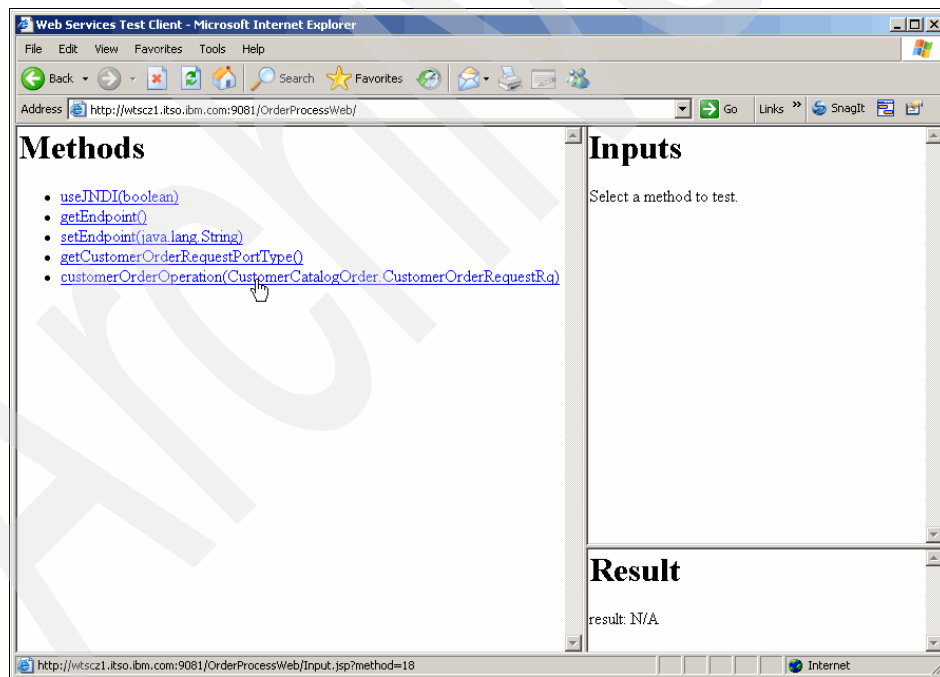 Web Services Test Client - Microsoft Internet Explorer
File Edit View Favorites Tools Help
Back Search Favorites
Address http://wtscz1.itso.ibm.com:9081/OrderProcessWeb/ Go Links » SnagIt
Methods
useJNDI(boolean)
getEndpoint()
setEndpoint(java.lang.String)
getCustomerOrderRequestPortType()
customerOrderOperation(CustomerCatalogOrder.CustomerOrderRequestRq)
Inputs
Select a method to test.
Result
result: N/A
http://wtscz1.itso.ibm.com:9081/OrderProcessWeb/Input.jsp?method=18 Internet